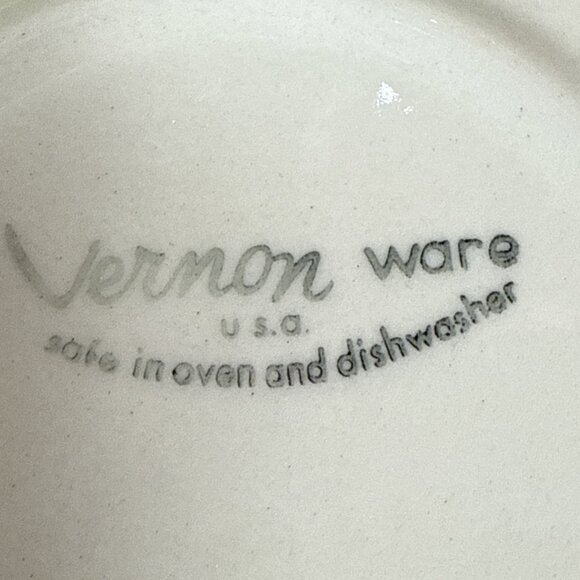 Vernon ware
u s.a.
safe in oven and dishwasher